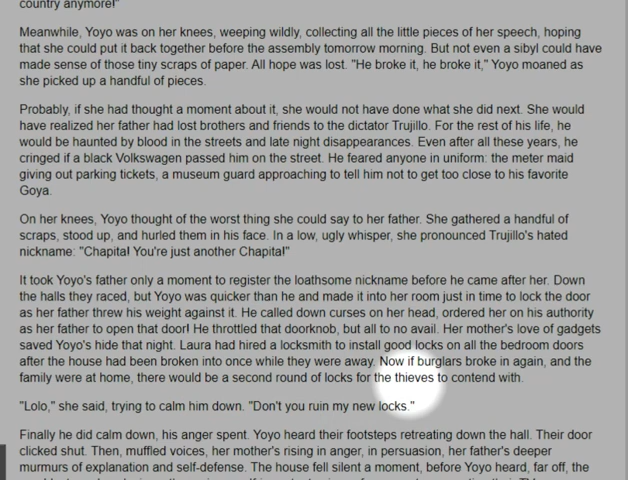 country anymore!"
Meanwhile, Yoyo was on her knees, weeping wildly, collecting all the little pieces of her speech, hoping
that she could put it back together before the assembly tomorrow morning. But not even a sibyl could have
made sense of those tiny scraps of paper. All hope was lost. "He broke it, he broke it," Yoyo moaned as
she picked up a handful of pieces.
Probably, if she had thought a moment about it, she would not have done what she did next. She would
have realized her father had lost brothers and friends to the dictator Trujillo. For the rest of his life, he
would be haunted by blood in the streets and late night disappearances. Even after all these years, he
cringed if a black Volkswagen passed him on the street. He feared anyone in uniform: the meter maid
giving out parking tickets, a museum guard approaching to tell him not to get too close to his favorite
Goya.
On her knees, Yoyo thought of the worst thing she could say to her father. She gathered a handful of
scraps, stood up, and hurled them in his face. In a low, ugly whisper, she pronounced Trujillo's hated
nickname: "Chapita! You're just another Chapita!"
It took Yoyo's father only a moment to register the loathsome nickname before he came after her. Down
the halls they raced, but Yoyo was quicker than he and made it into her room just in time to lock the door
as her father threw his weight against it. He called down curses on her head, ordered her on his authority
as her father to open that door! He throttled that doorknob, but all to no avail. Her mother's love of gadgets
saved Yoyo's hide that night. Laura had hired a locksmith to install good locks on all the bedroom doors
after the house had been broken into once while they were away. Now if burglars broke in again, and the
family were at home, there would be a second round of locks for the thieves to contend with.
"Lolo," she said, trying to calm him down. "Don't you ruin my new locks."
Finally he did calm down, his anger spent. Yoyo heard their footsteps retreating down the hall. Their door
clicked shut. Then, muffled voices, her mother's rising in anger, in persuasion, her father's deeper
murmurs of explanation and self-defense. The house fell silent a moment, before Yoyo heard, far off, the